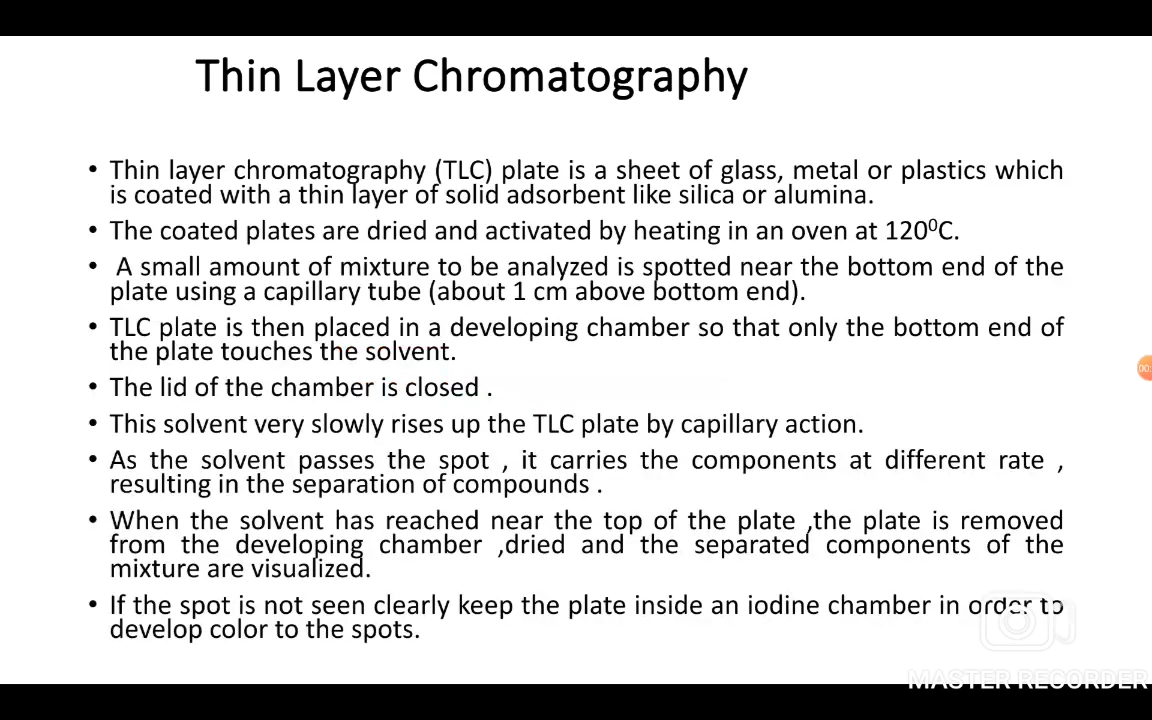 Thin Layer Chromatography
• Thin layer chromatography (TLC) plate is a sheet of glass, metal or plastics which
is coated with a thin layer of solid adsorbent like silica or alumina.
• The coated plates are dried and activated by heating in an oven at 120⁰C.
• A small amount of mixture to be analyzed is spotted near the bottom end of the
plate using a capillary tube (about 1 cm above bottom end).
• TLC plate is then placed in a developing chamber so that only the bottom end of
the plate touches the solvent.
• The lid of the chamber is closed .
• This solvent very slowly rises up the TLC plate by capillary action.
• As the solvent passes the spot , it carries the components at different rate ,
resulting in the separation of compounds .
• When the solvent has reached near the top of the plate ,the plate is removed
from the developing chamber ,dried and the separated components of the
mixture are visualized.
• If the spot is not seen clearly keep the plate inside an iodine chamber in order to
develop color to the spots.
00:
MASTER RECORDER